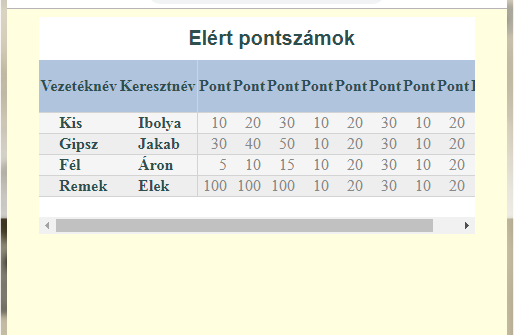 Elért pontszámok
Vezetéknév Keresztnév Pont Pont Pont Pont Pont Pont Pont Pont
Kis Ibolya 10 20 30 10 20 30 10 20
Gipsz Jakab 30 40 50 10 20 30 10 20
Fél Áron 5 10 15 10 20 30 10 20
Remek Elek 100 100 100 10 20 30 10 20